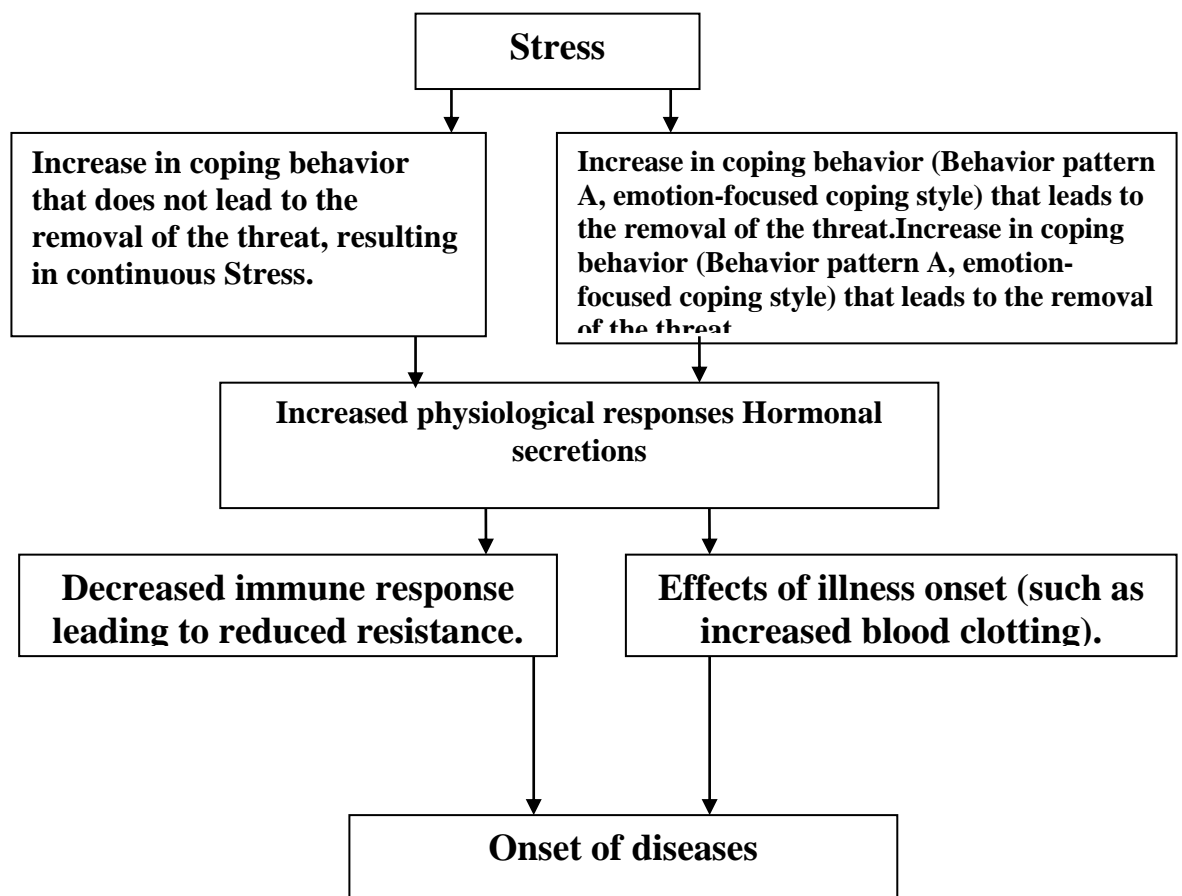 Stress
Increase in coping behavior
that does not lead to the
removal of the threat, resulting
in continuous Stress.
Increase in coping behavior (Behavior pattern
A, emotion-focused coping style) that leads to
the removal of the threat.Increase in coping
behavior (Behavior pattern A, emotion-
focused coping style) that leads to the removal
of the threat
Increased physiological responses Hormonal
secretions
Decreased immune response
leading to reduced resistance.
Effects of illness onset (such as
increased blood clotting).
Onset of diseases